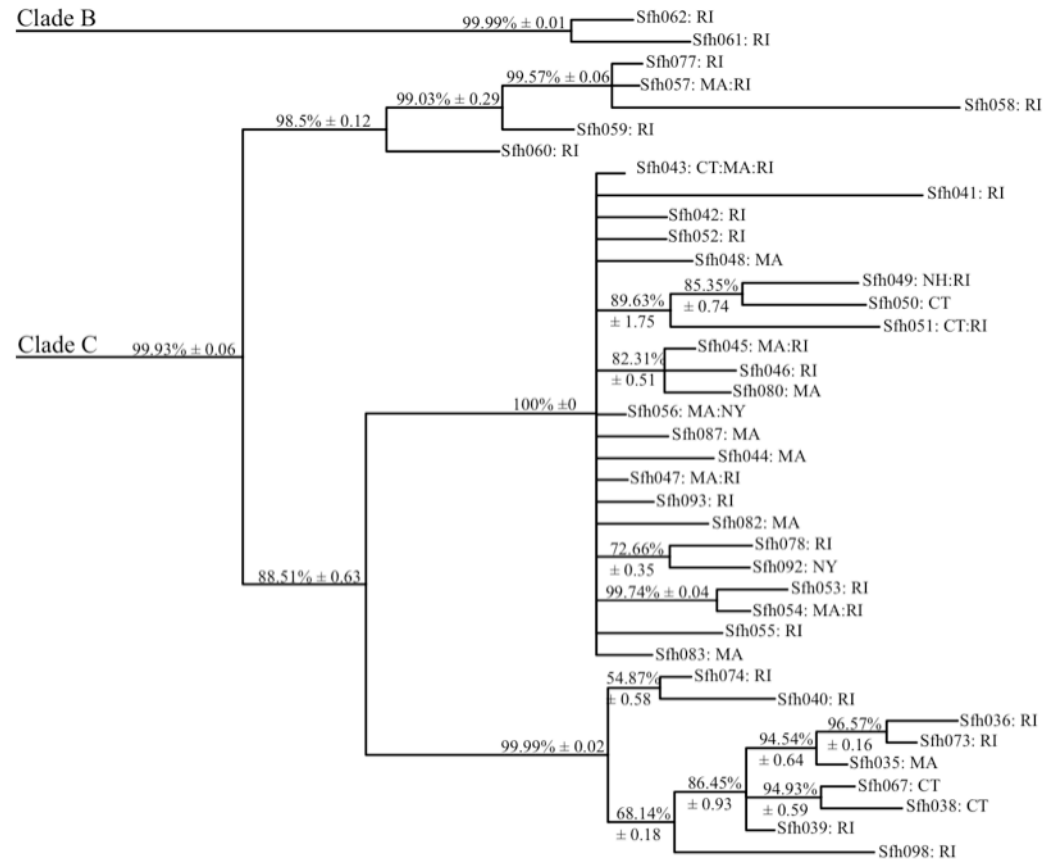 Clade B
99.99% ± 0.01
Sfh062: RI
Sfh061: RI
Sfh077: RI
99.57% ± 0.06
Sfh057: MA:RI
99.03% ± 0.29
Sfh058: RI
98.5% ± 0.12
Sfh059: RI
Sfh060: RI
Sfh043: CT:MA:RI
Sfh041: RI
Sfh042: RI
Sfh052: RI
Sfh048: MA
Sfh049: NH:RI
85.35%
± 0.74
89.63%
± 1.75
Sfh050: CT
Sfh051: CT:RI
Clade C
99.93% ± 0.06
Sfh045: MA:RI
82.31%
± 0.51
Sfh046: RI
Sfh080: MA
100% ±0
Sfh056: MA:NY
Sfh087: MA
Sfh044: MA
Sfh047: MA:RI
Sfh093: RI
Sfh082: MA
Sfh078: RI
72.66%
± 0.35
Sfh092: NY
88.51% ± 0.63
Sfh053: RI
99.74% ± 0.04
Sfh054: MA:RI
Sfh055: RI
Sfh083: MA
Sfh074: RI
54.87%
± 0.58
Sfh040: RI
Sfh036: RI
96.57%
± 0.16
Sfh073: RI
94.54%
± 0.64
99.99% ± 0.02
Sfh035: MA
Sfh067: CT
86.45%
± 0.93
94.93%
± 0.59
Sfh038: CT
Sfh039: RI
68.14%
± 0.18
Sfh098: RI